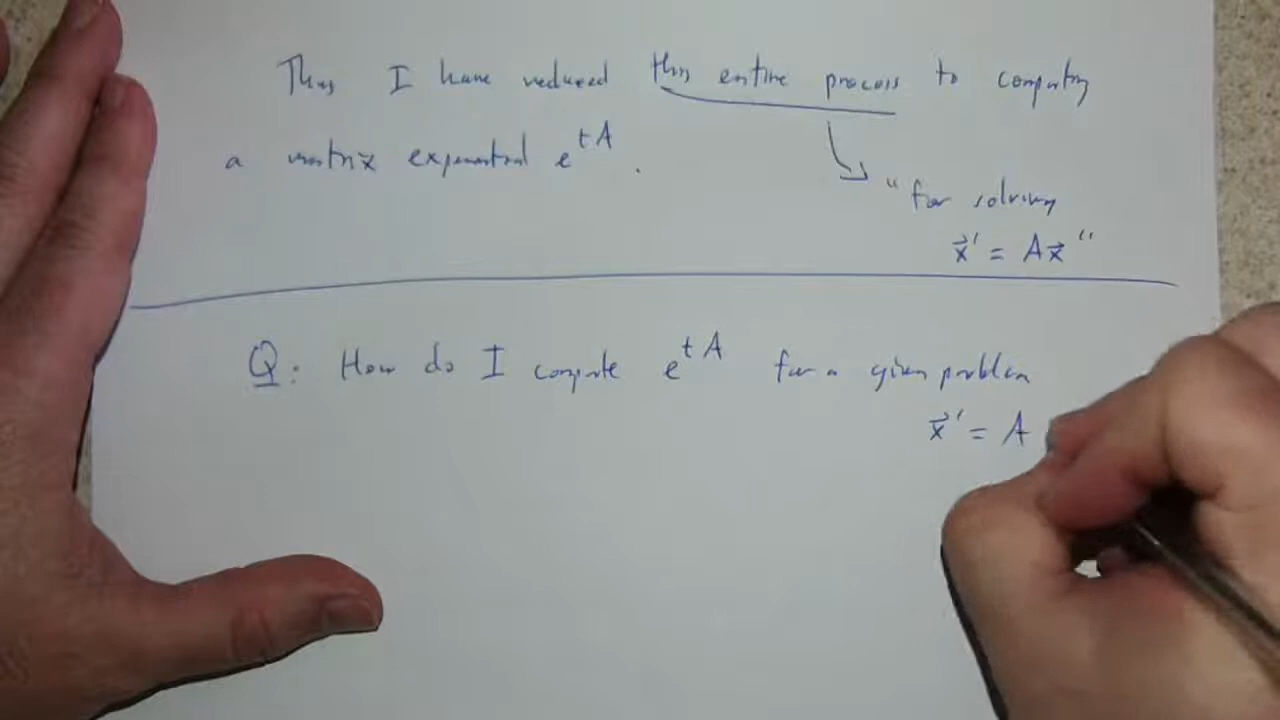 Thus I have reduced this entire process to computing
a matrix exponential e^{tA}.
"for solving
x⃗' = Ax⃗"
Q: How do I compute e^{tA} for a given problem
x⃗' = A